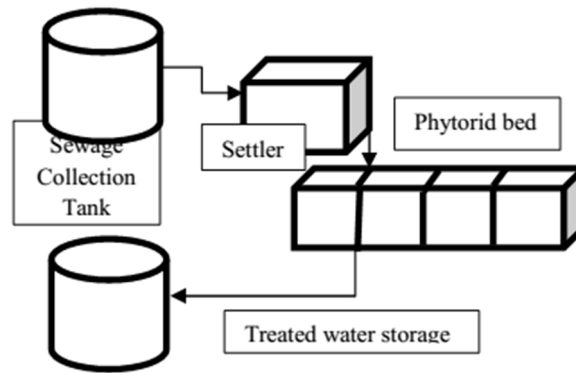 Sewage
Collection
Tank
Settler
Phytorid bed
Treated water storage